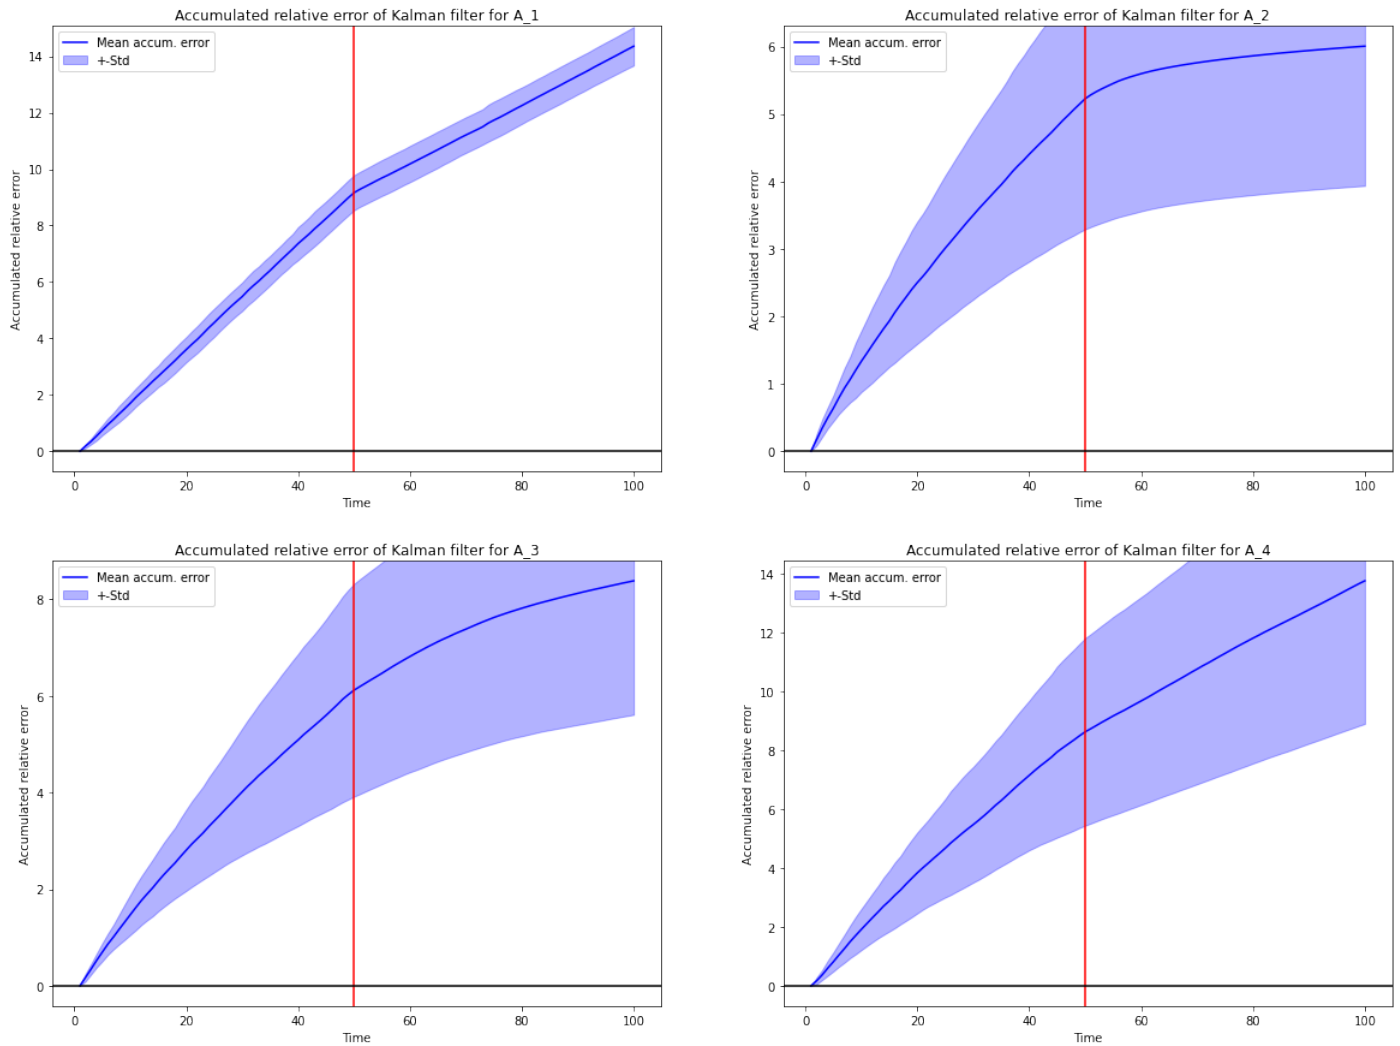 Accumulated relative error of Kalman filter for A_1
Mean accum. error
+-Std
Accumulated relative error
14
12
10
8
6
4
2
0
0 20 40 60 80 100
Time
Accumulated relative error of Kalman filter for A_2
Mean accum. error
+-Std
Accumulated relative error
6
5
4
3
2
1
0
0 20 40 60 80 100
Time
Accumulated relative error of Kalman filter for A_3
Mean accum. error
+-Std
Accumulated relative error
8
6
4
2
0
0 20 40 60 80 100
Time
Accumulated relative error of Kalman filter for A_4
Mean accum. error
+-Std
Accumulated relative error
14
12
10
8
6
4
2
0
0 20 40 60 80 100
Time